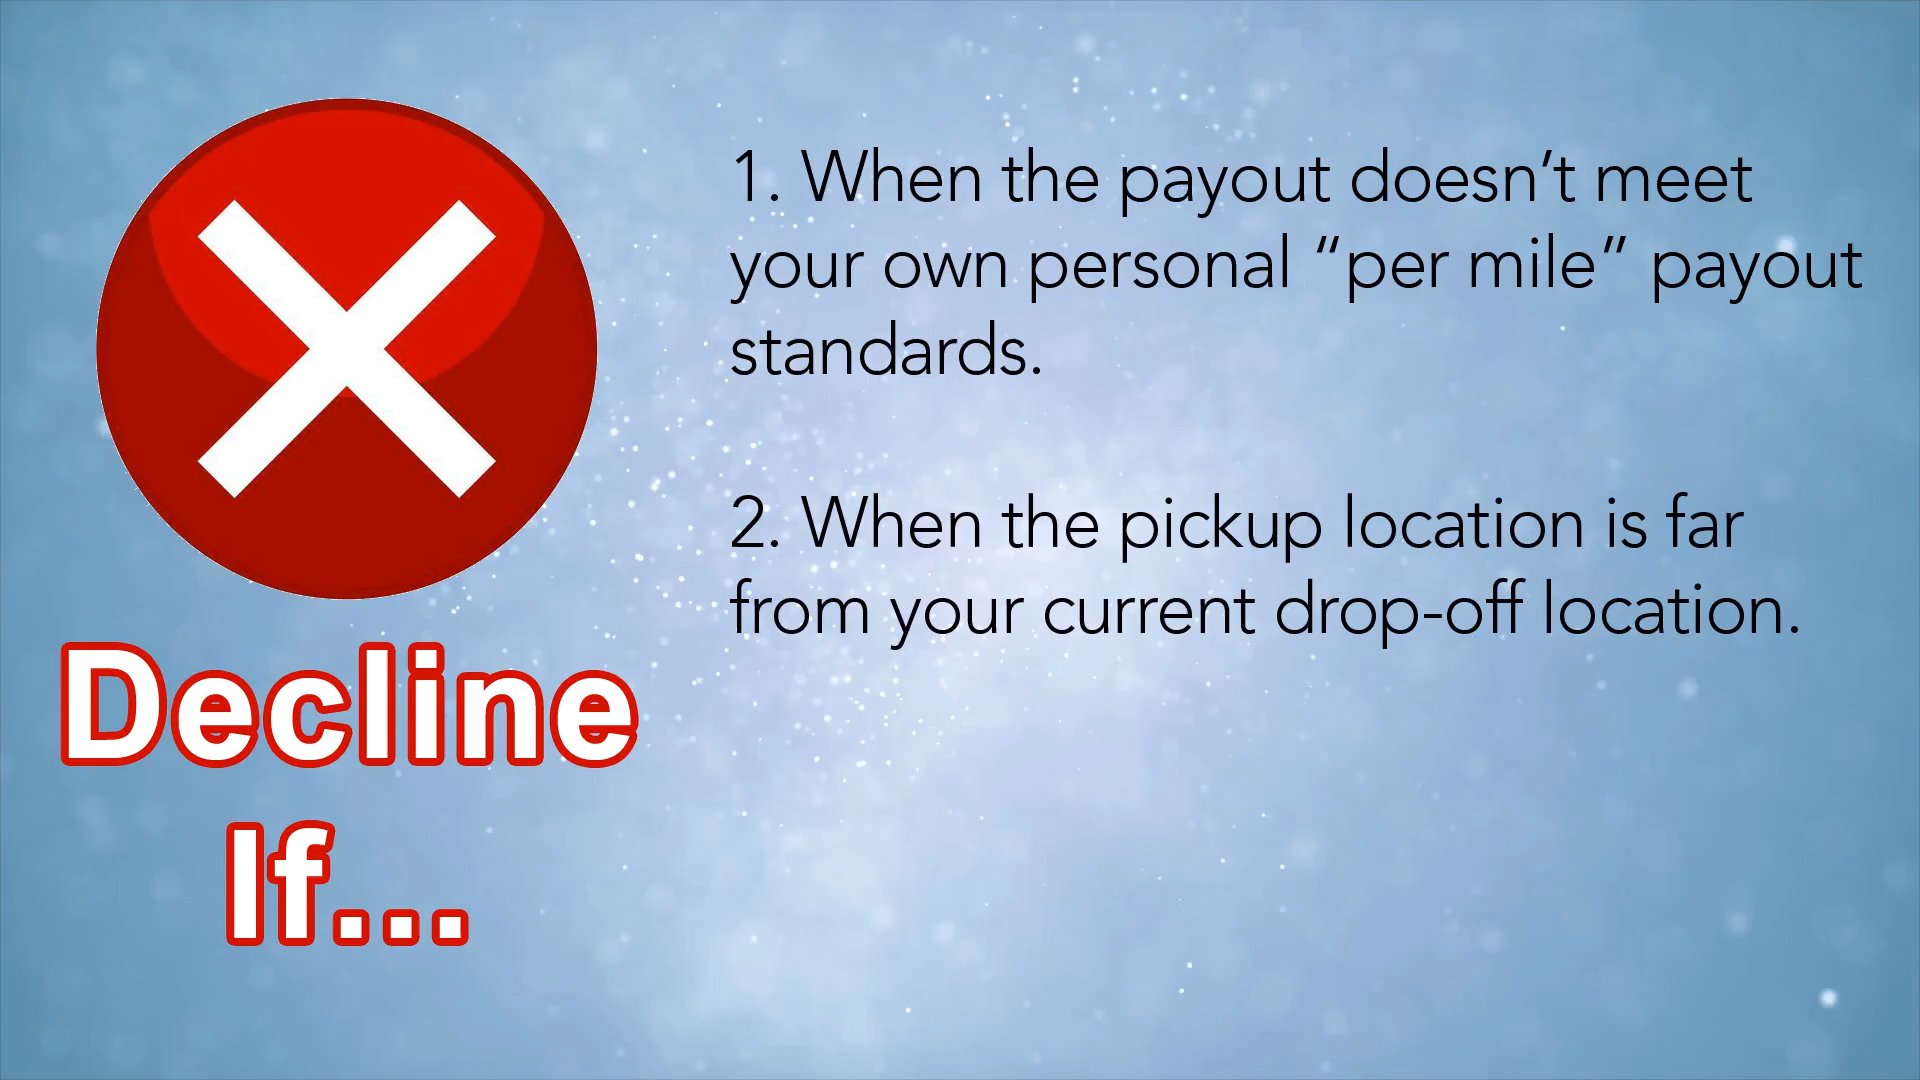 Decline
If...
1. When the payout doesn’t meet
your own personal “per mile” payout
standards.
2. When the pickup location is far
from your current drop-off location.